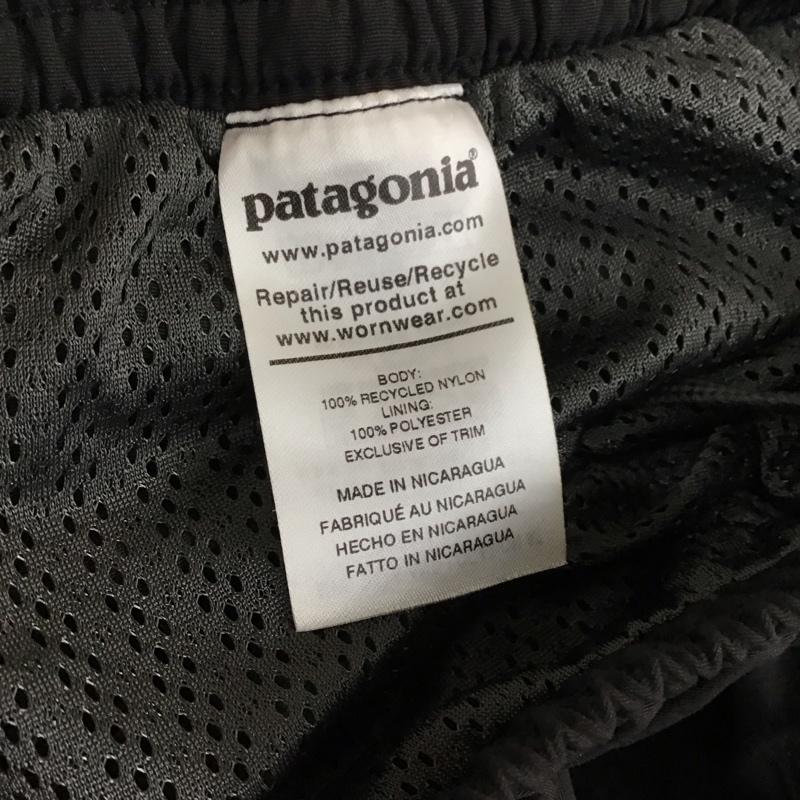 patagonia®
www.patagonia.com
Repair/Reuse/Recycle
this product at
www.wornwear.com
BODY:
100% RECYCLED NYLON
LINING:
100% POLYESTER
EXCLUSIVE OF TRIM
MADE IN NICARAGUA
FABRIQUÉ AU NICARAGUA
HECHO EN NICARAGUA
FATTO IN NICARAGUA